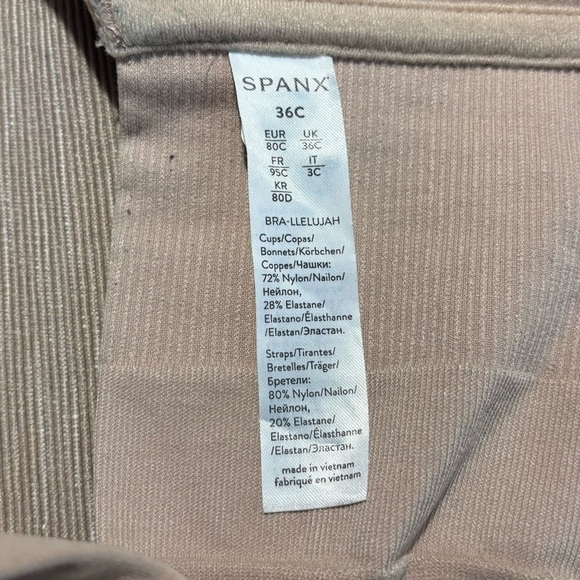 SPANX
36C
EUR UK
80C 36C
FR IT
95C 3C
KR
80D
BRA-LLELUJAH
Cups/Copas/
Bonnets/Körbchen/
Coppes/Чашки:
72% Nylon/Nailon/
Нейлон,
28% Elastane/
Elastano/Élasthanne
/Elastan/Эластан.
Straps/Tirantes/
Bretelles/Träger/
Бретели:
80% Nylon/Nailon/
Нейлон,
20% Elastane/
Elastano/Élasthanne
/Elastan/Эластан.
made in vietnam
fabriqué en vietnam